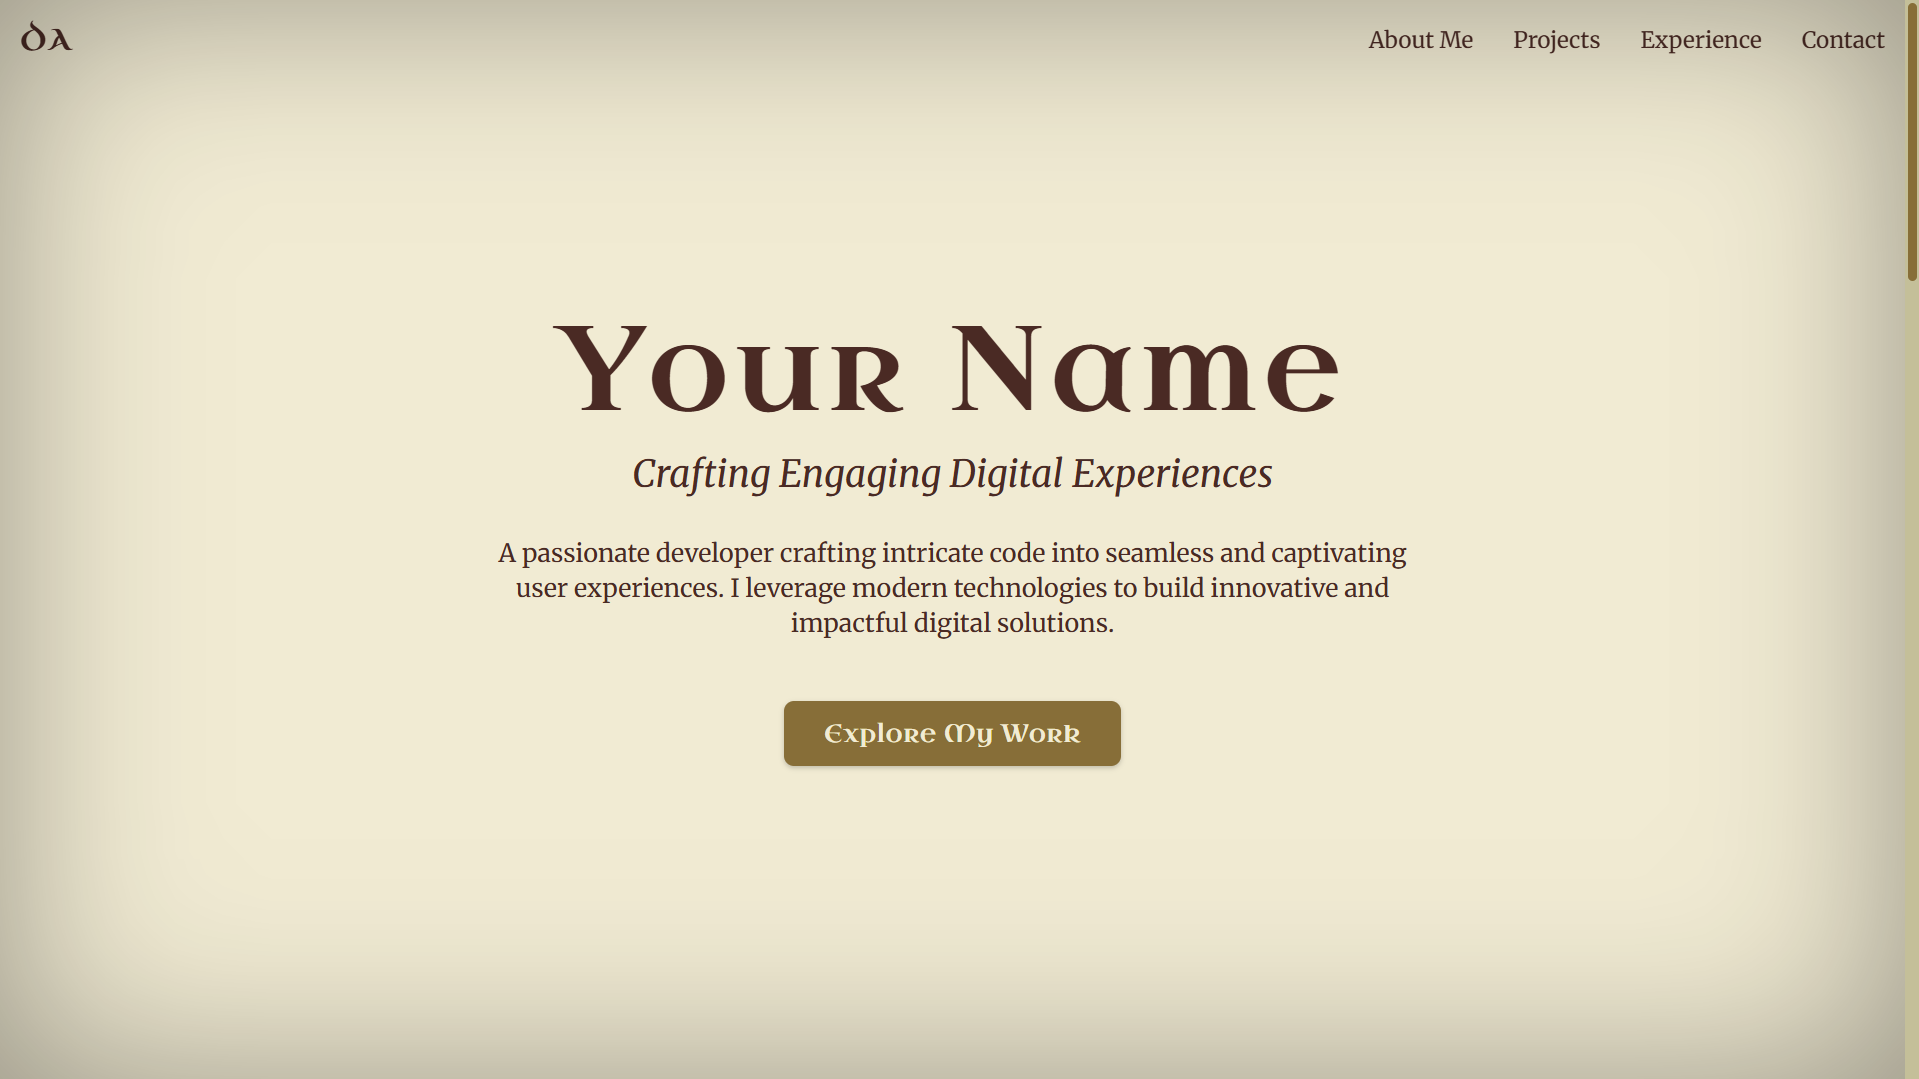 DA
About Me
Projects
Experience
Contact
Your Name
Crafting Engaging Digital Experiences
A passionate developer crafting intricate code into seamless and captivating
user experiences. I leverage modern technologies to build innovative and
impactful digital solutions.
Explore My Work